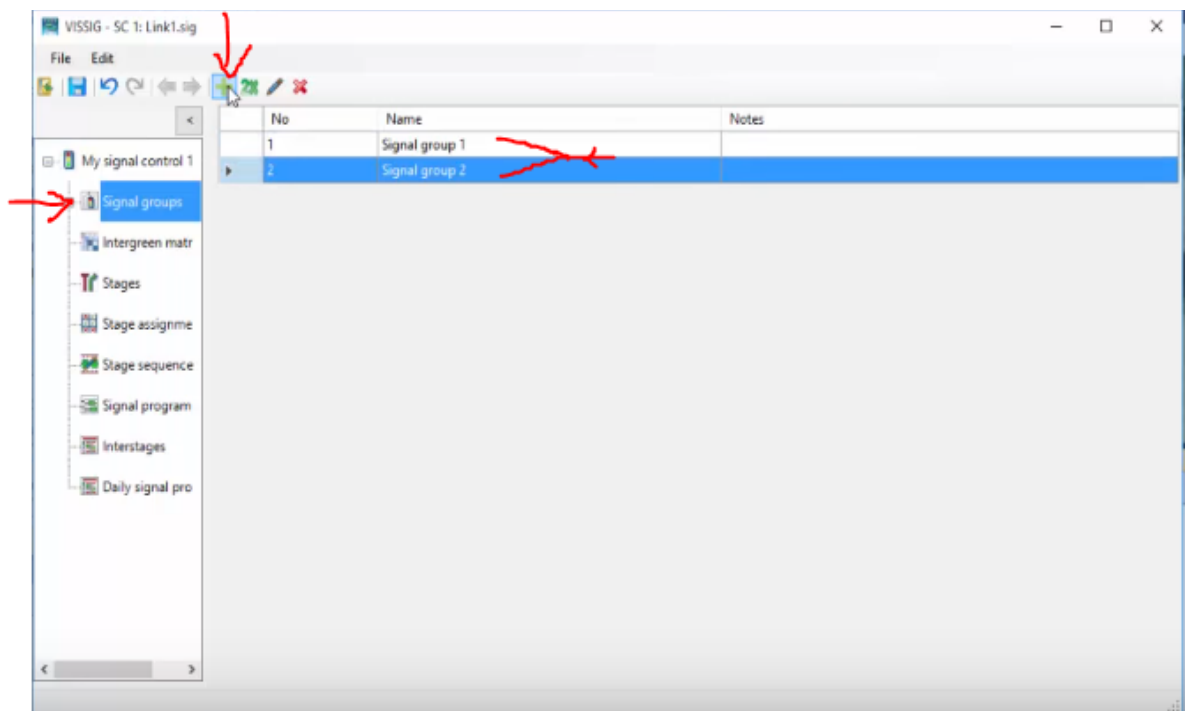 VISSIG - SC 1: Link1.sig
File Edit
<
No Name Notes
1 Signal group 1
2 Signal group 2
My signal control 1
Signal groups
Intergreen matr
Stages
Stage assignme
Stage sequence
Signal program
Interstages
Daily signal pro